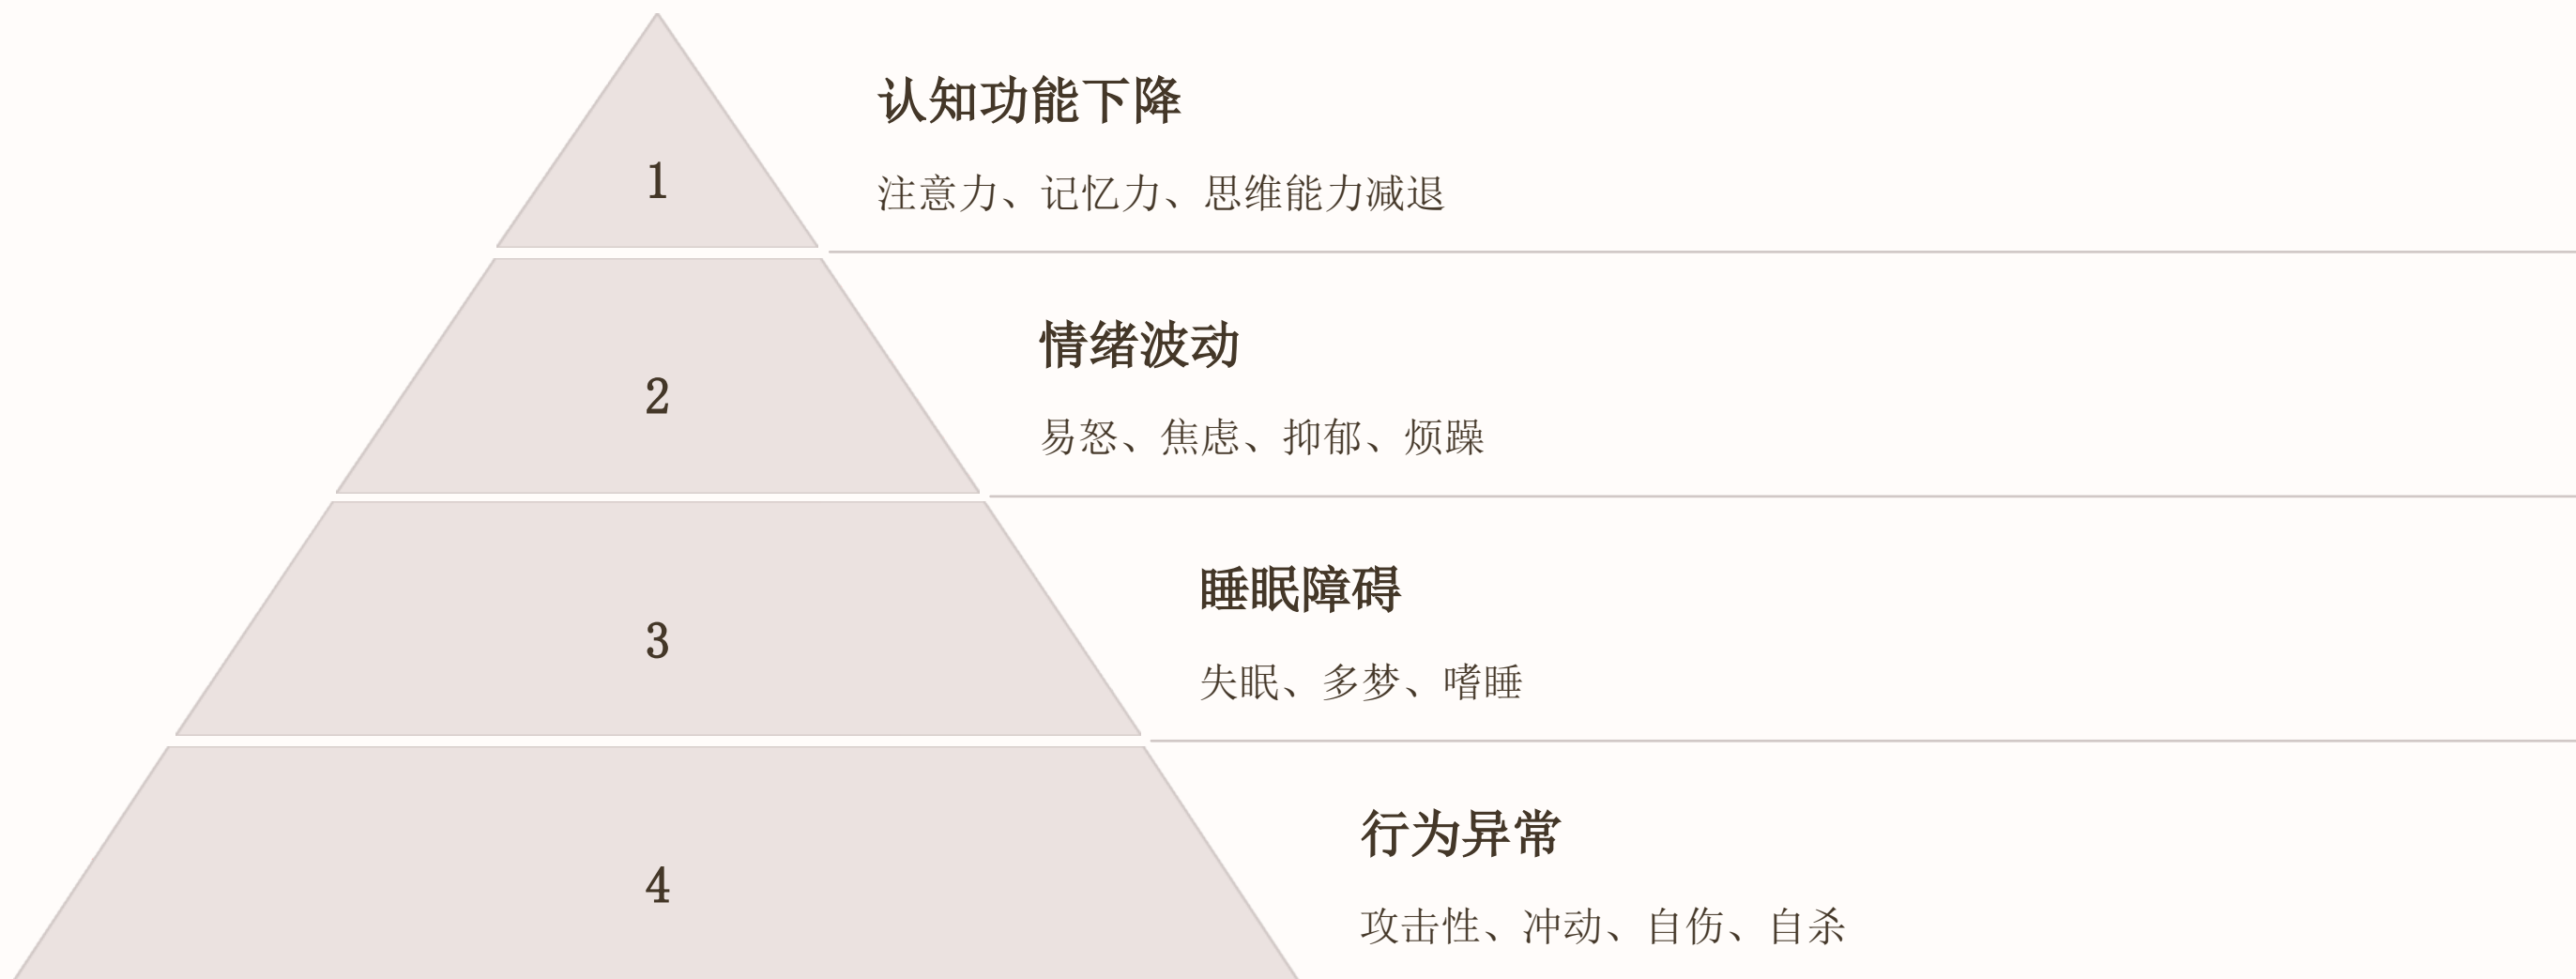 1
认知功能下降
注意力、记忆力、思维能力减退
2
情绪波动
易怒、焦虑、抑郁、烦躁
3
睡眠障碍
失眠、多梦、嗜睡
4
行为异常
攻击性、冲动、自伤、自杀